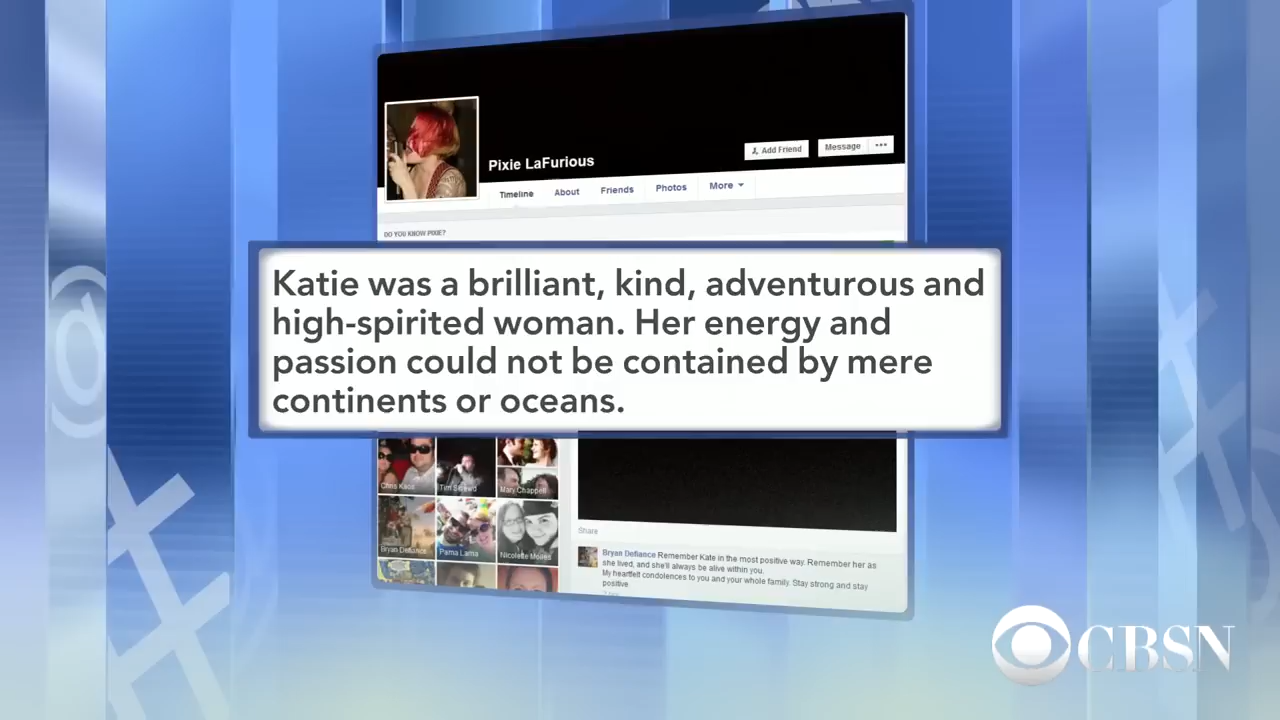 Pixie LaFurious
Add Friend
Message
Timeline
About
Friends
Photos
More
DO YOU KNOW PIXIE?
Katie was a brilliant, kind, adventurous and
high-spirited woman. Her energy and
passion could not be contained by mere
continents or oceans.
Chris Kaos
Tim
Mary Chappell
Bryan Defiance
Pama Lama
Nicolette
Share
Bryan Defiance Remember Kate in the most positive way. Remember her as
she lived, and she'll always be alive within you.
My heartfelt condolences to you and your whole family. Stay strong and stay
positive
@
#
#
CBSN